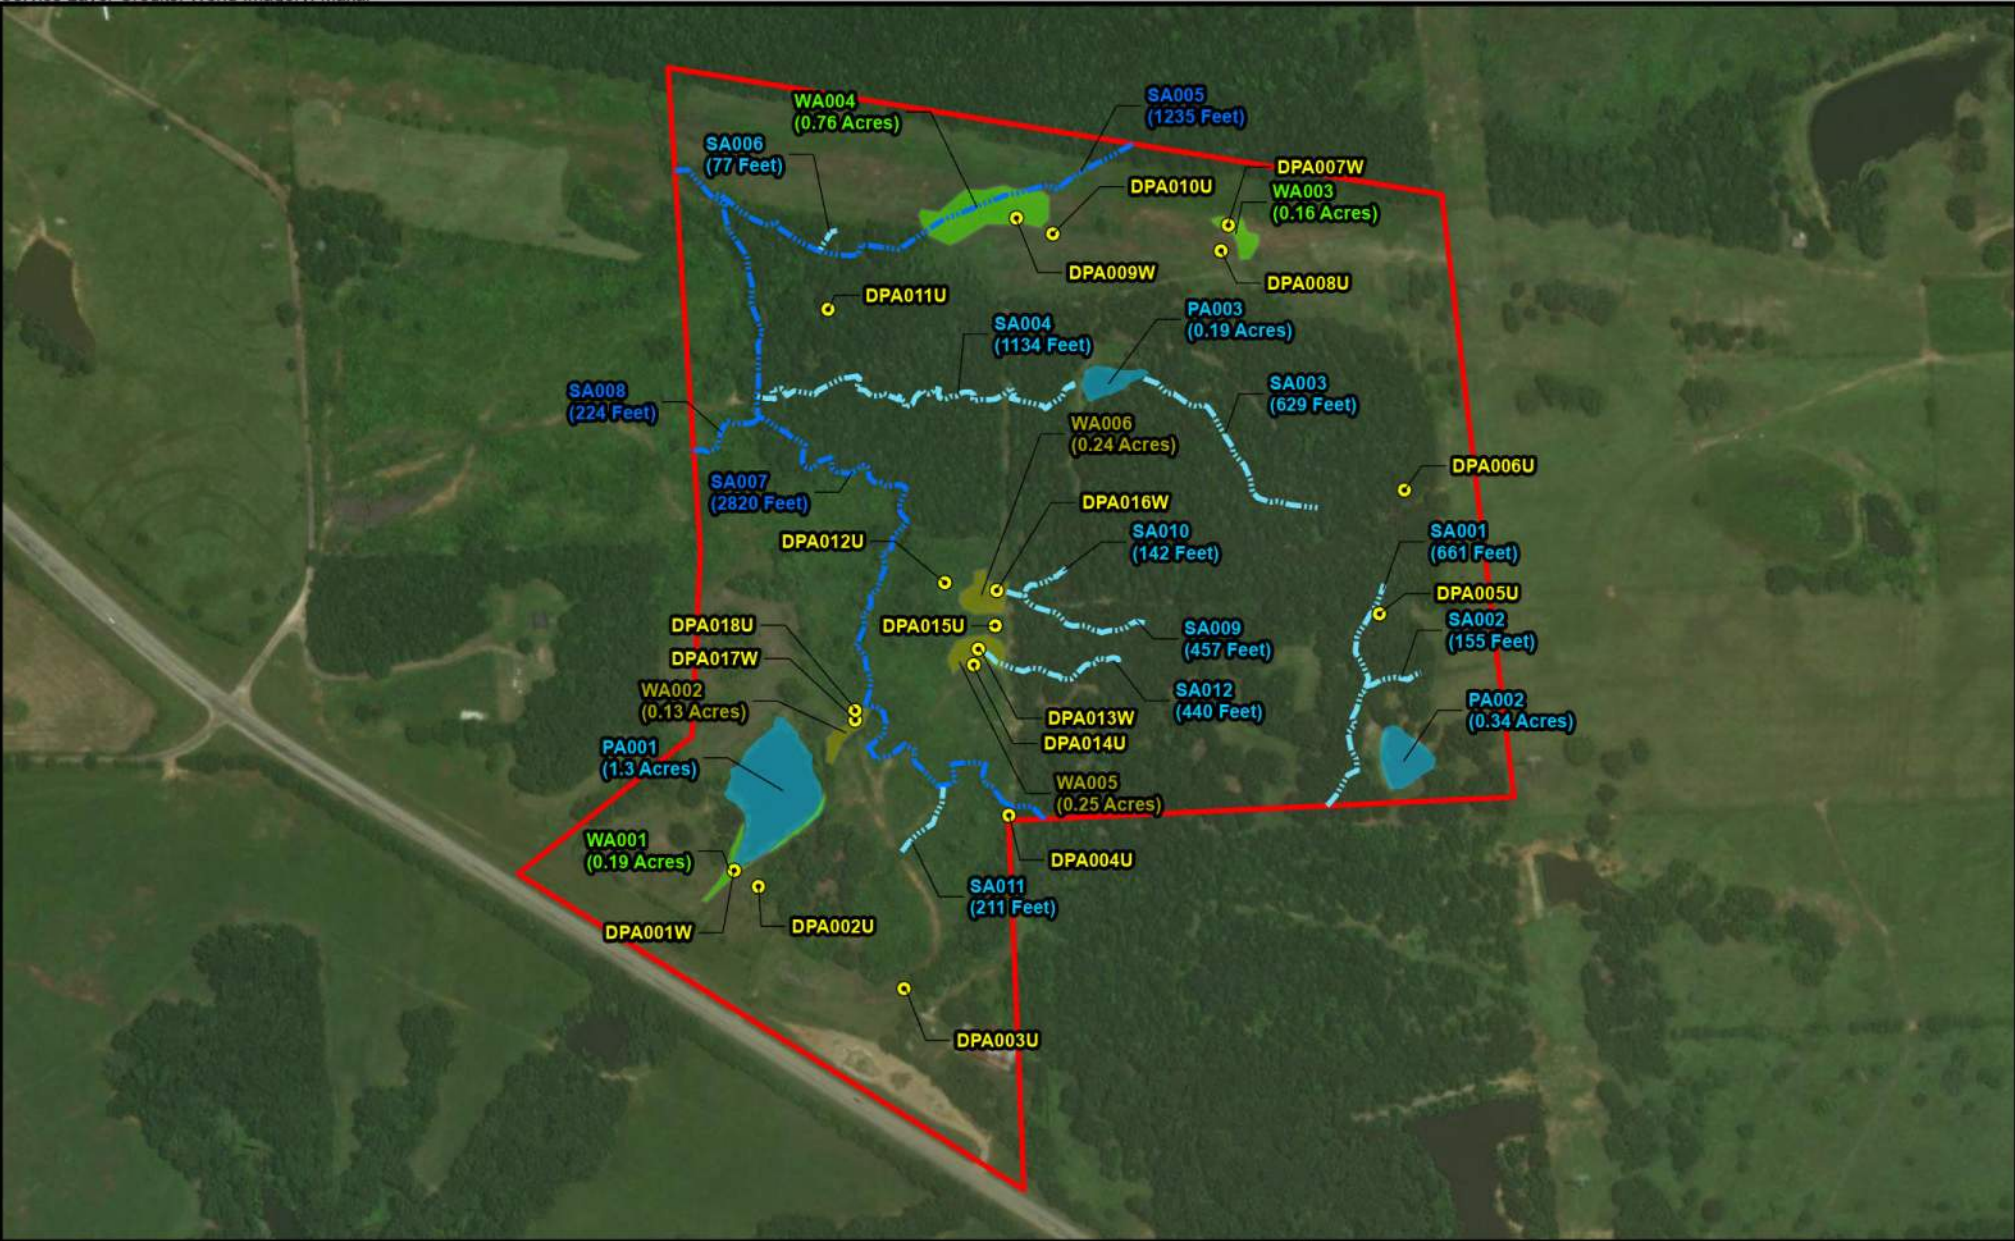 WA004
(0.76 Acres)
SA005
(1235 Feet)
SA006
(77 Feet)
DPA007W
DPA010U
WA003
(0.16 Acres)
DPA009W
DPA008U
DPA011U
PA003
(0.19 Acres)
SA004
(1134 Feet)
SA008
(224 Feet)
SA003
(629 Feet)
WA006
(0.24 Acres)
DPA006U
SA007
(2820 Feet)
DPA016W
SA010
(142 Feet)
SA001
(661 Feet)
DPA012U
DPA005U
DPA018U
DPA015U
SA009
(457 Feet)
SA002
(155 Feet)
DPA017W
WA002
(0.13 Acres)
SA012
(440 Feet)
PA002
(0.34 Acres)
DPA013W
DPA014U
PA001
(1.3 Acres)
WA005
(0.25 Acres)
WA001
(0.19 Acres)
DPA004U
SA011
(211 Feet)
DPA001W
DPA002U
DPA003U